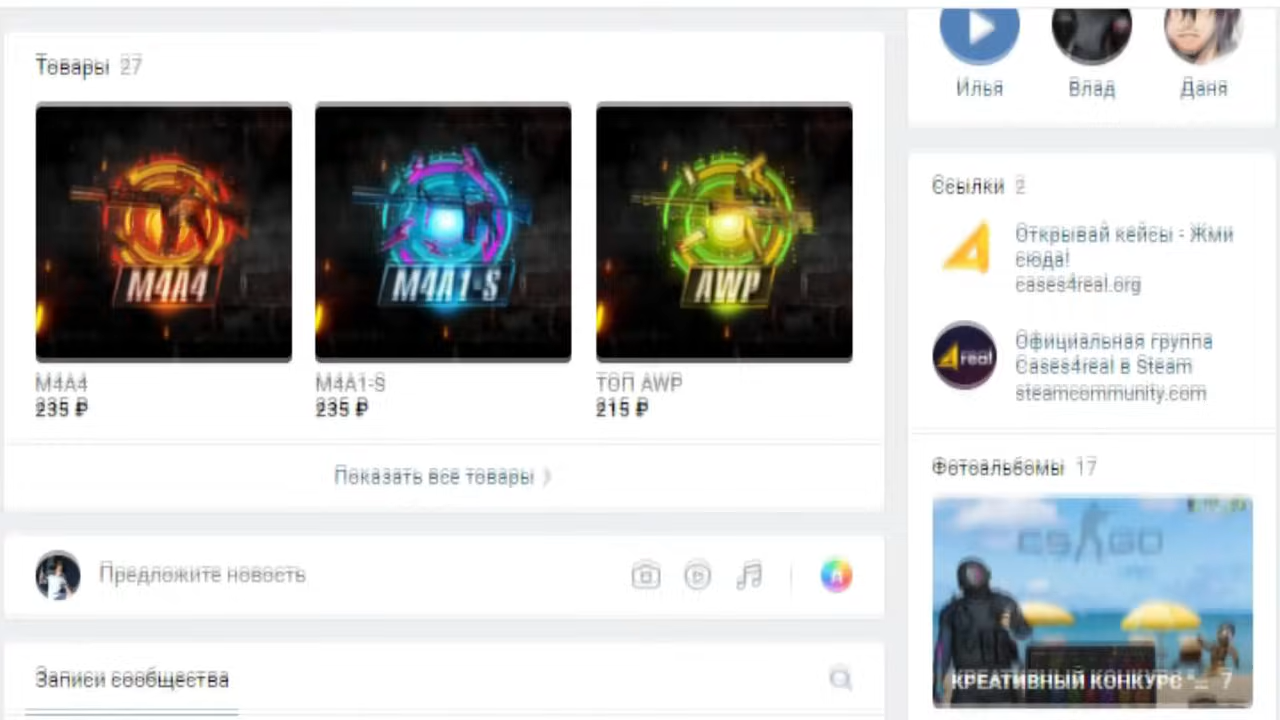 Товары 27
M4A4
M4A1-S
AWP
M4A4
235 ₽
M4A1-S
235 ₽
ТОП AWP
215 ₽
Показать все товары
Предложите новость
Записи сообщества
Илья
Влад
Даня
Ссылки 2
Открывай кейсы - Жми
сюда!
cases4real.org
real
Официальная группа
Cases4real в Steam
steamcommunity.com
Фотоальбомы 17
CS GO
КРЕАТИВНЫЙ КОНКУРС "... 7